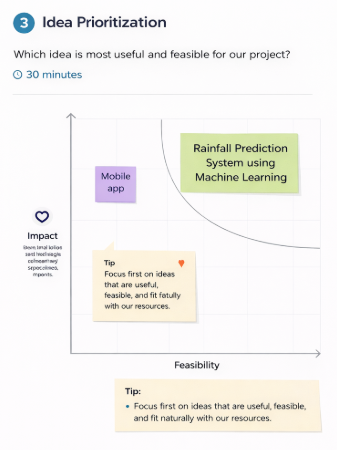 3 Idea Prioritization
Which idea is most useful and feasible for our project?
30 minutes
Rainfall Prediction
System using
Machine Learning
Mobile
app
Impact
Tip
Focus first on ideas
that are useful,
feasible, and fit fatully
with our resources.
Feasibility
Tip:
• Focus first on ideas that are useful, feasible,
and fit naturally with our resources.